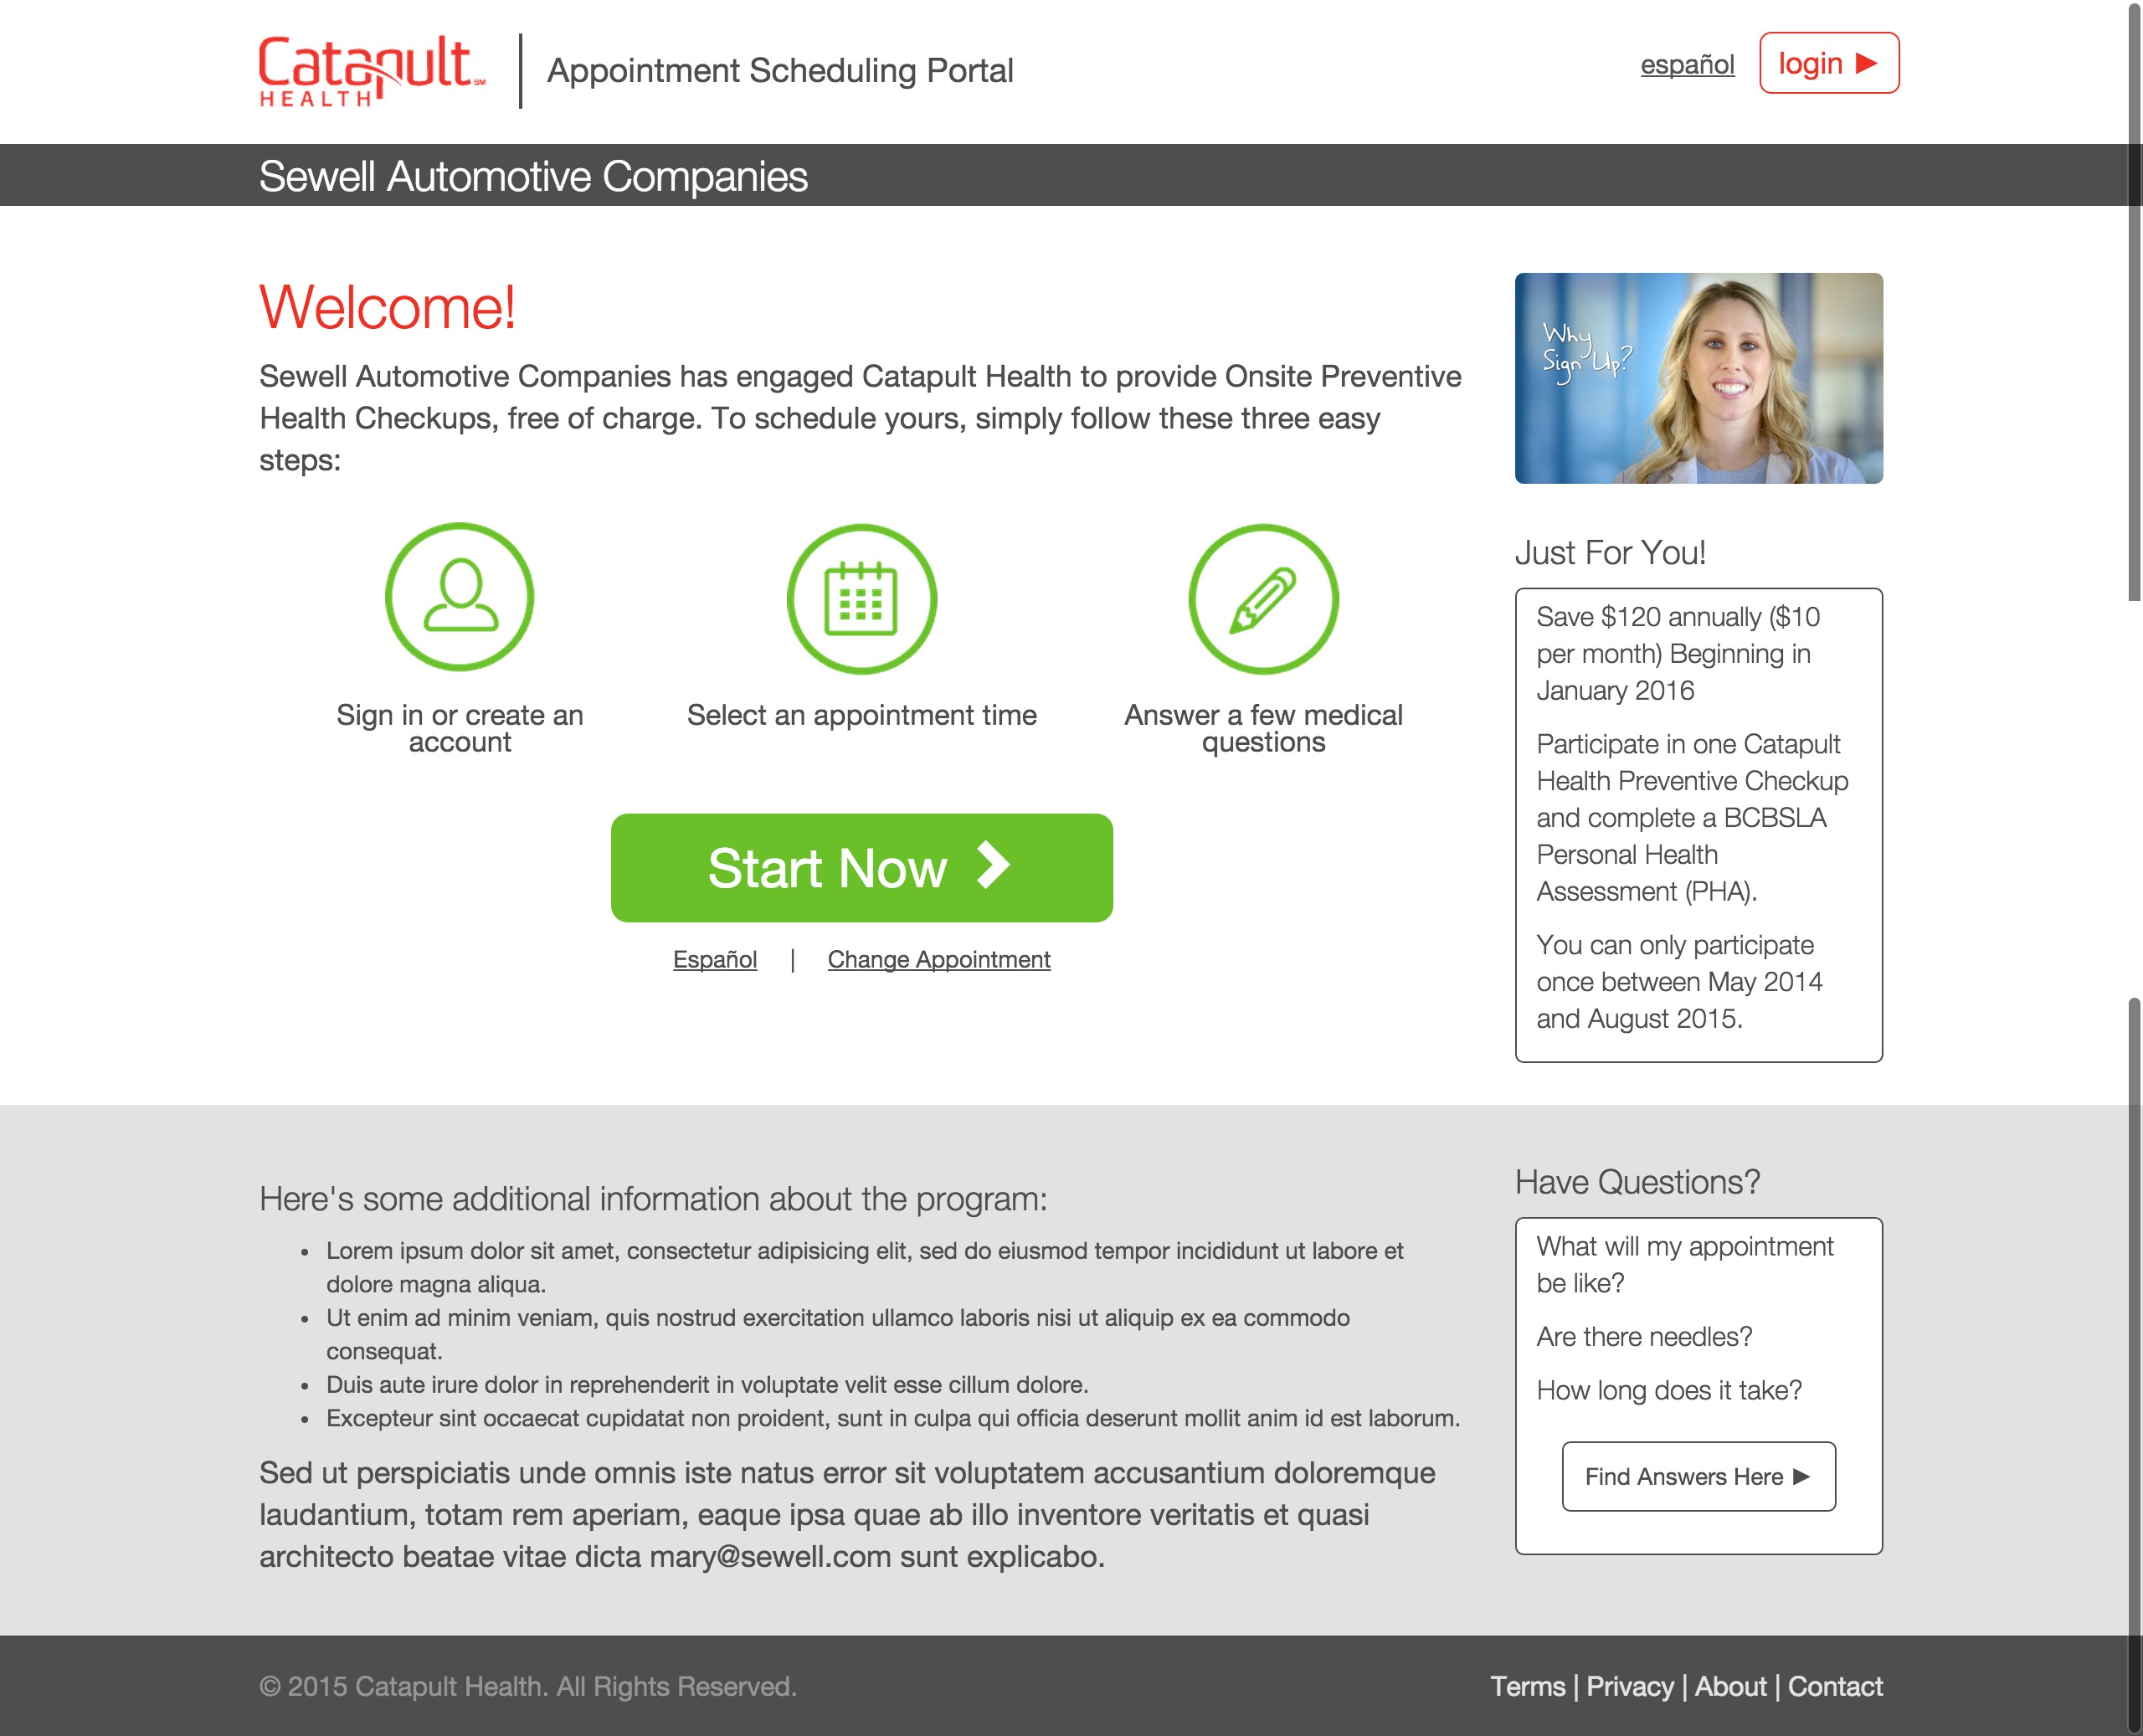 Catapult℠
HEALTH
Appointment Scheduling Portal
español
login ►
Sewell Automotive Companies
Welcome!
Sewell Automotive Companies has engaged Catapult Health to provide Onsite Preventive
Health Checkups, free of charge. To schedule yours, simply follow these three easy
steps:
Sign in or create an
account
Select an appointment time
Answer a few medical
questions
Start Now
Español | Change Appointment
Why
Sign Up?
Just For You!
Save $120 annually ($10
per month) Beginning in
January 2016
Participate in one Catapult
Health Preventive Checkup
and complete a BCBSLA
Personal Health
Assessment (PHA).
You can only participate
once between May 2014
and August 2015.
Here's some additional information about the program:
• Lorem ipsum dolor sit amet, consectetur adipisicing elit, sed do eiusmod tempor incididunt ut labore et
dolore magna aliqua.
• Ut enim ad minim veniam, quis nostrud exercitation ullamco laboris nisi ut aliquip ex ea commodo
consequat.
• Duis aute irure dolor in reprehenderit in voluptate velit esse cillum dolore.
• Excepteur sint occaecat cupidatat non proident, sunt in culpa qui officia deserunt mollit anim id est laborum.
Sed ut perspiciatis unde omnis iste natus error sit voluptatem accusantium doloremque
laudantium, totam rem aperiam, eaque ipsa quae ab illo inventore veritatis et quasi
architecto beatae vitae dicta mary@sewell.com sunt explicabo.
Have Questions?
What will my appointment
be like?
Are there needles?
How long does it take?
Find Answers Here ►
© 2015 Catapult Health. All Rights Reserved.
Terms | Privacy | About | Contact